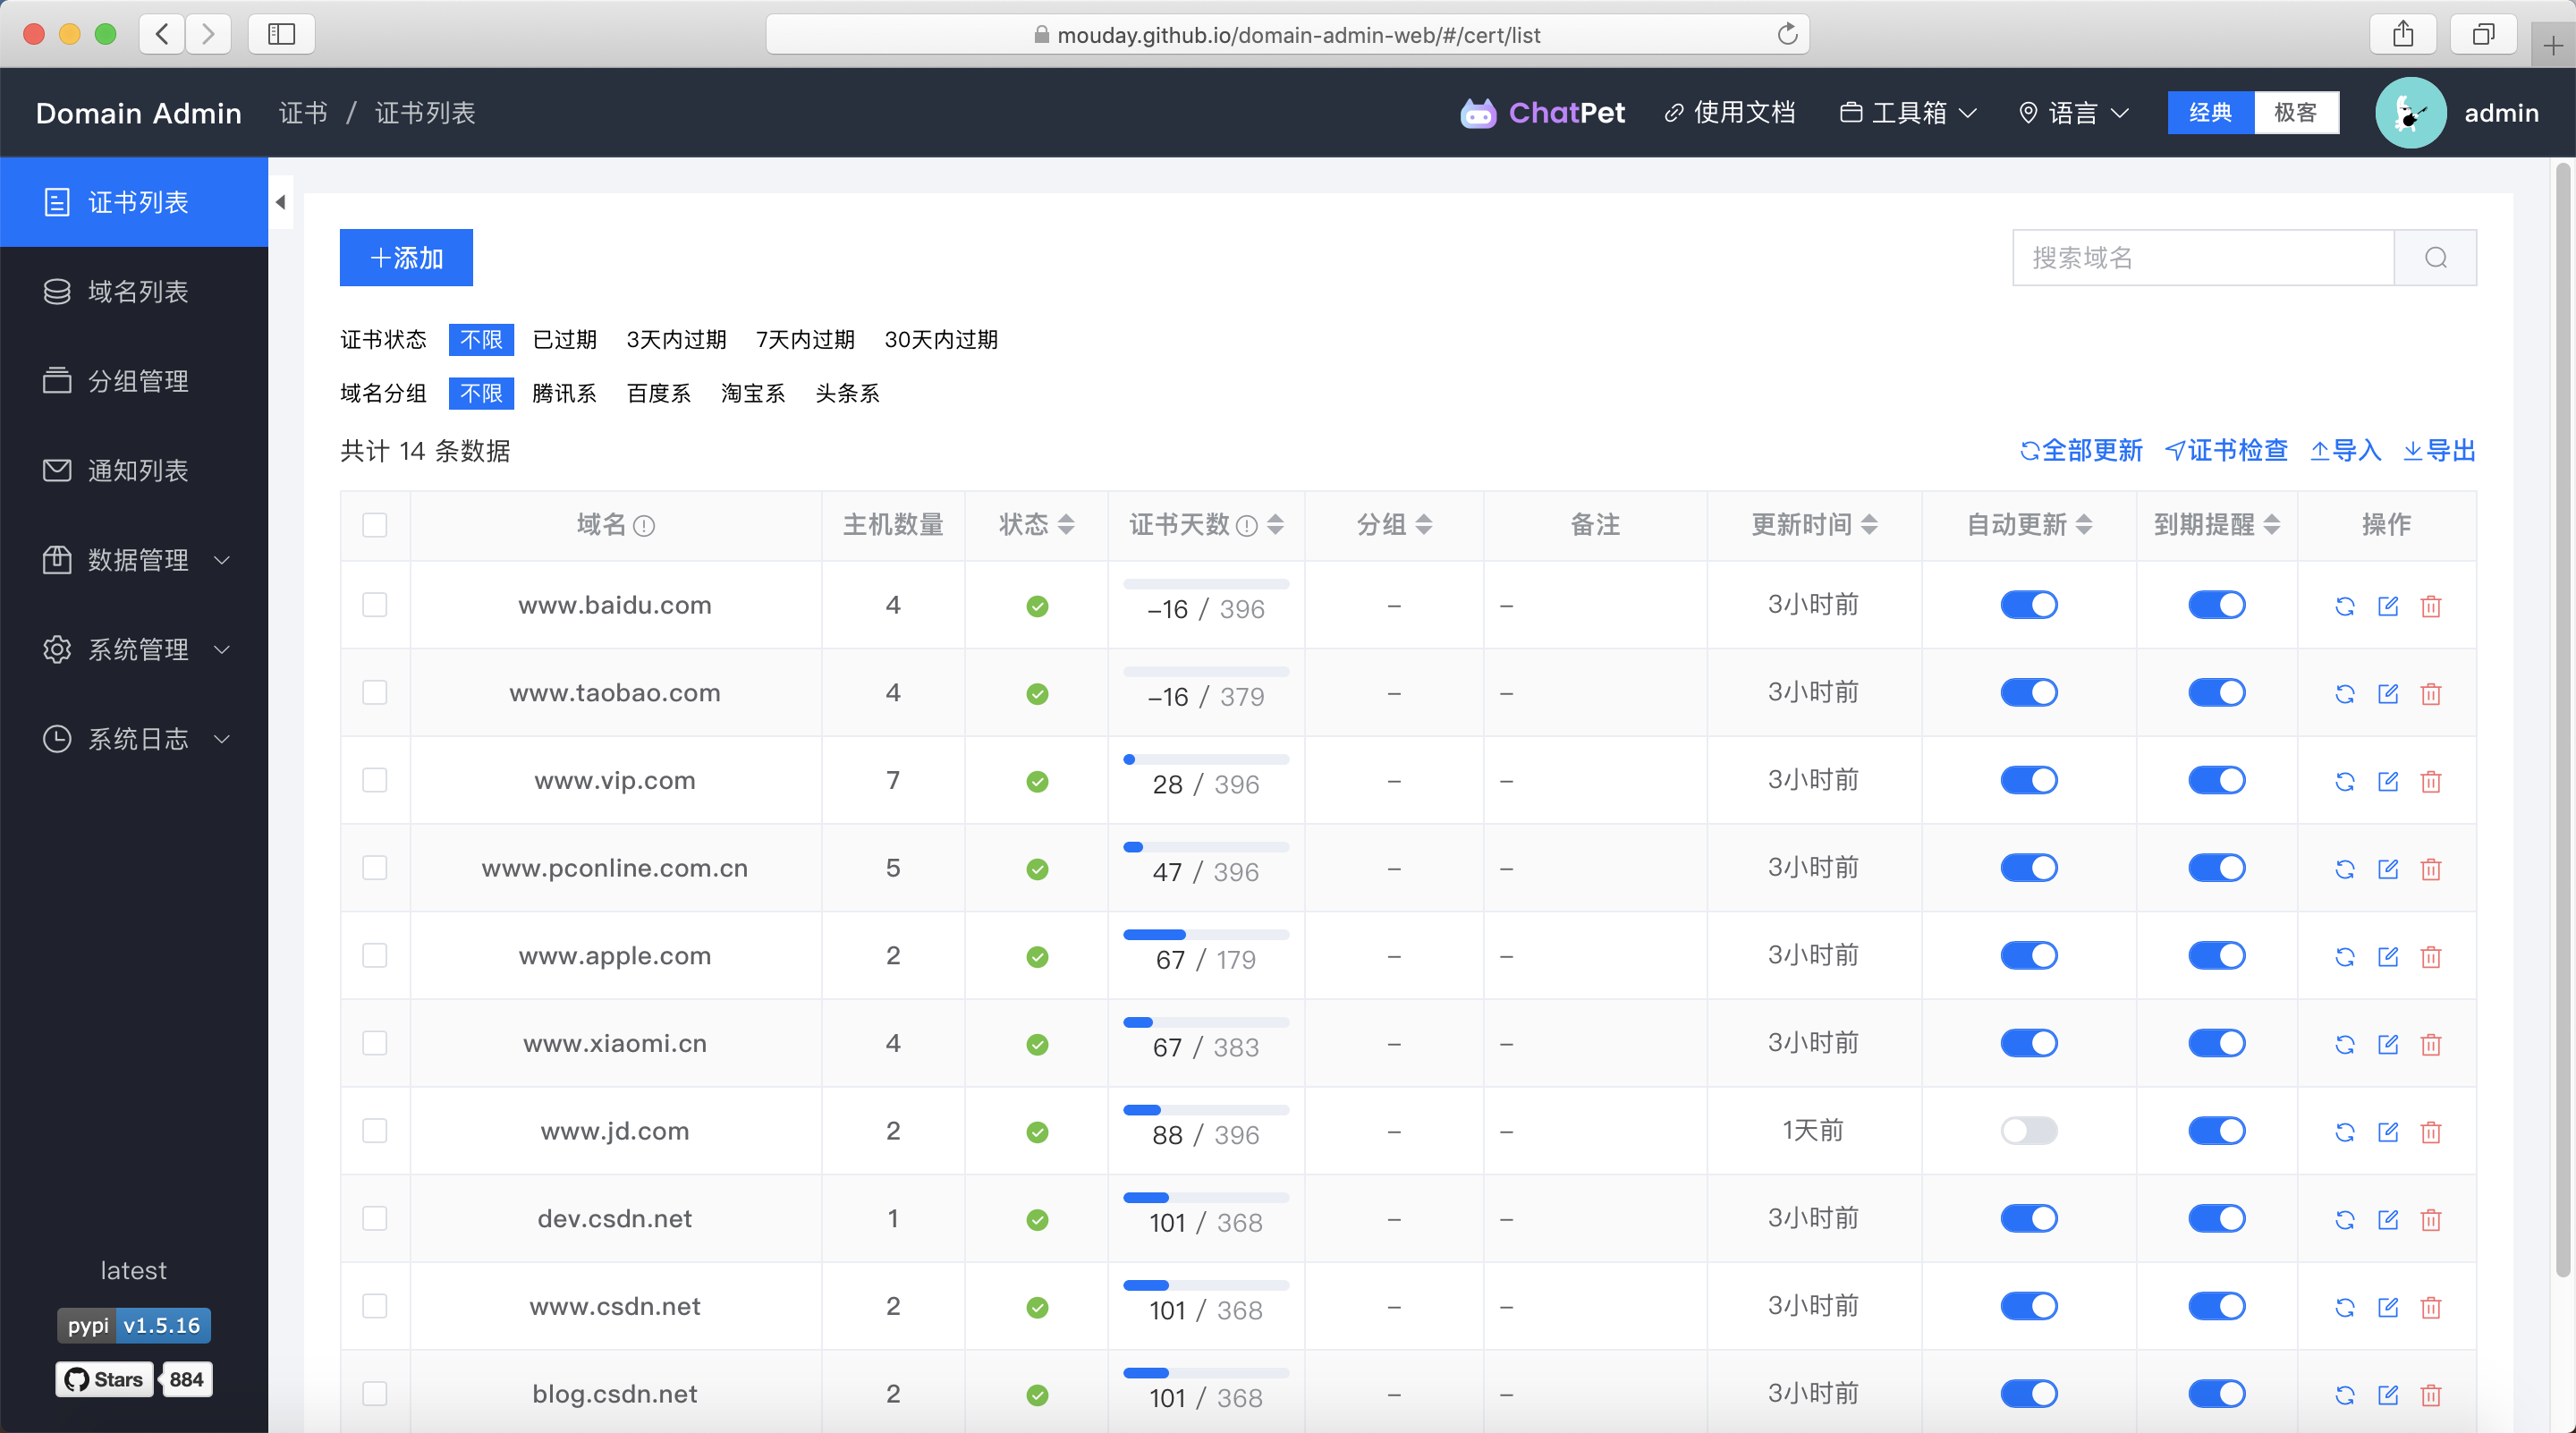 mouday.github.io/domain-admin-web/#/cert/list
Domain Admin 证书 / 证书列表 ChatPet 使用文档 工具箱 语言 经典 极客 admin
证书列表
域名列表
分组管理
通知列表
数据管理
系统管理
系统日志
latest
pypi v1.5.16
Stars 884
添加 搜索域名
证书状态 不限 已过期 3天内过期 7天内过期 30天内过期
域名分组 不限 腾讯系 百度系 淘宝系 头条系
共计 14 条数据 全部更新 证书检查 导入 导出
域名 主机数量 状态 证书天数 分组 备注 更新时间 自动更新 到期提醒 操作
www.baidu.com 4 -16 / 396 - - 3小时前
www.taobao.com 4 -16 / 379 - - 3小时前
www.vip.com 7 28 / 396 - - 3小时前
www.pconline.com.cn 5 47 / 396 - - 3小时前
www.apple.com 2 67 / 179 - - 3小时前
www.xiaomi.cn 4 67 / 383 - - 3小时前
www.jd.com 2 88 / 396 - - 1天前
dev.csdn.net 1 101 / 368 - - 3小时前
www.csdn.net 2 101 / 368 - - 3小时前
blog.csdn.net 2 101 / 368 - - 3小时前